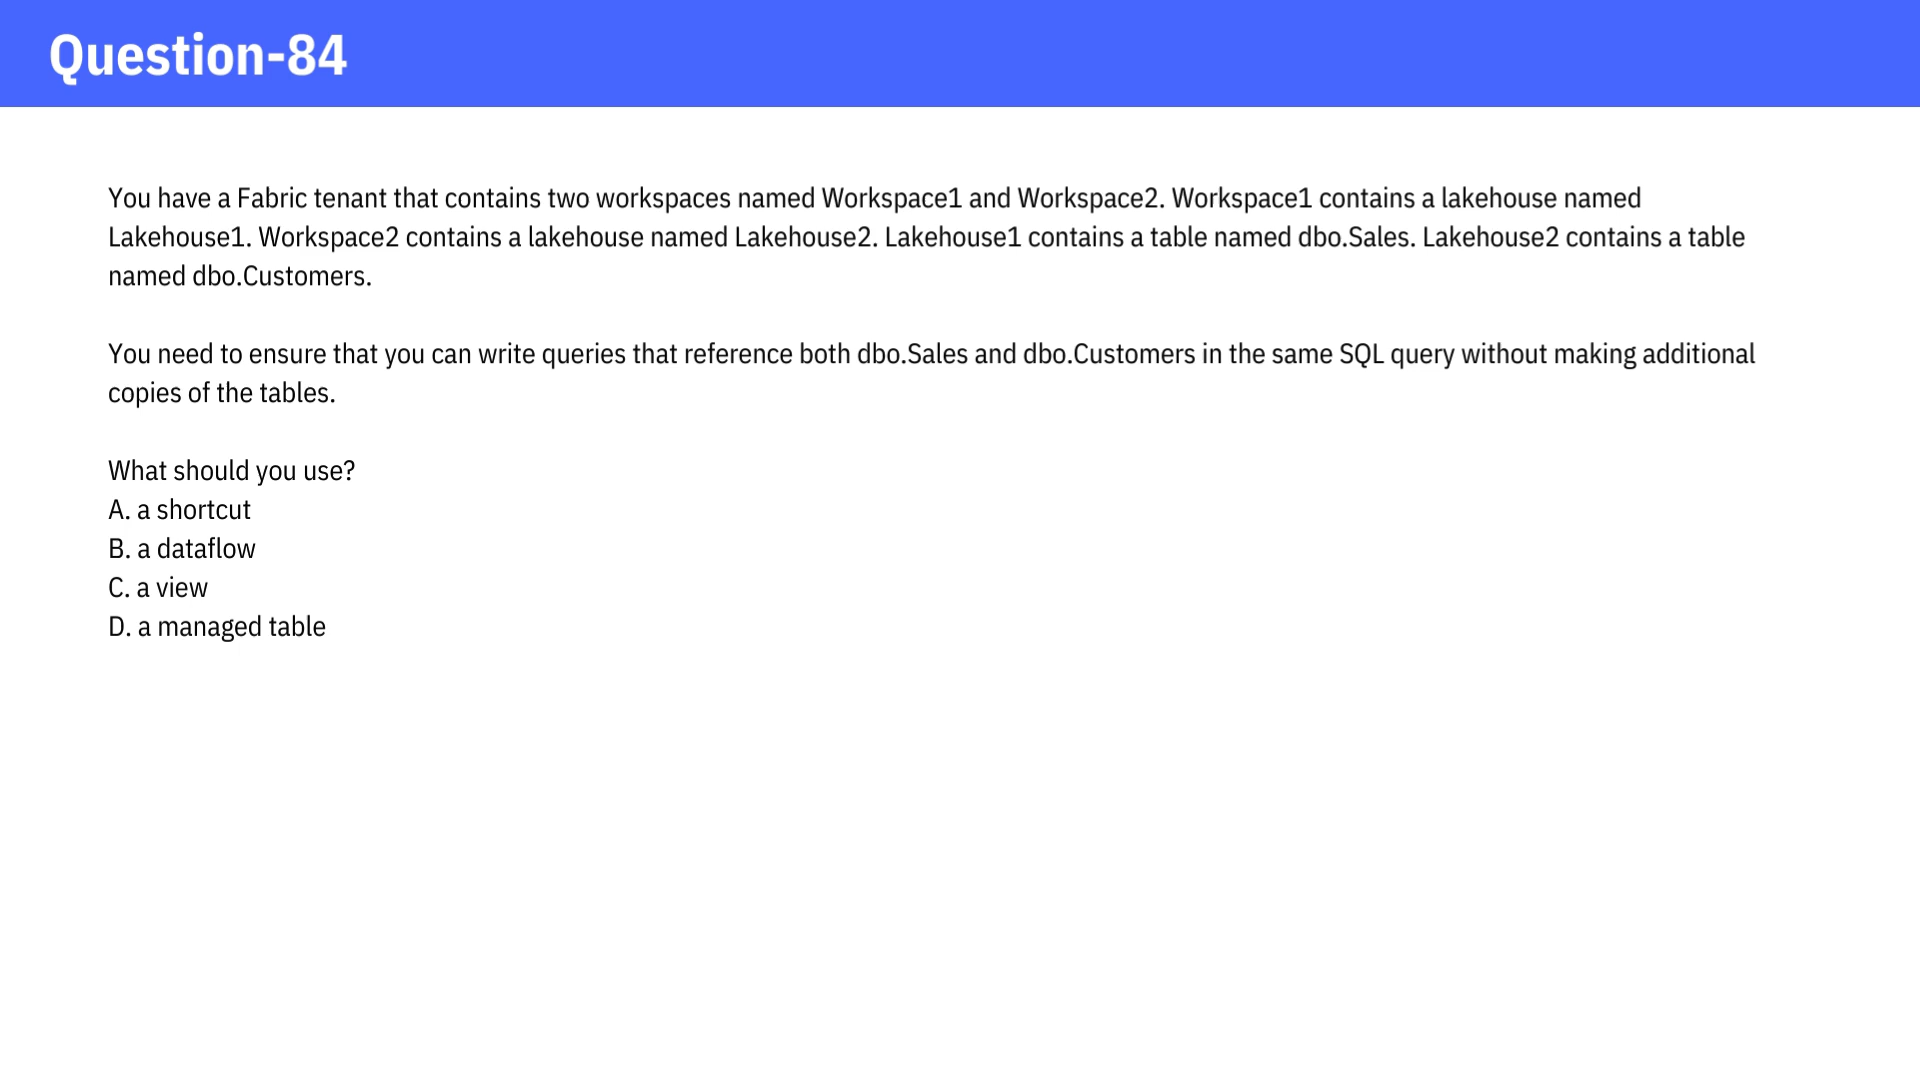 Question-84
You have a Fabric tenant that contains two workspaces named Workspace1 and Workspace2. Workspace1 contains a lakehouse named
Lakehouse1. Workspace2 contains a lakehouse named Lakehouse2. Lakehouse1 contains a table named dbo.Sales. Lakehouse2 contains a table
named dbo.Customers.
You need to ensure that you can write queries that reference both dbo.Sales and dbo.Customers in the same SQL query without making additional
copies of the tables.
What should you use?
A. a shortcut
B. a dataflow
C. a view
D. a managed table